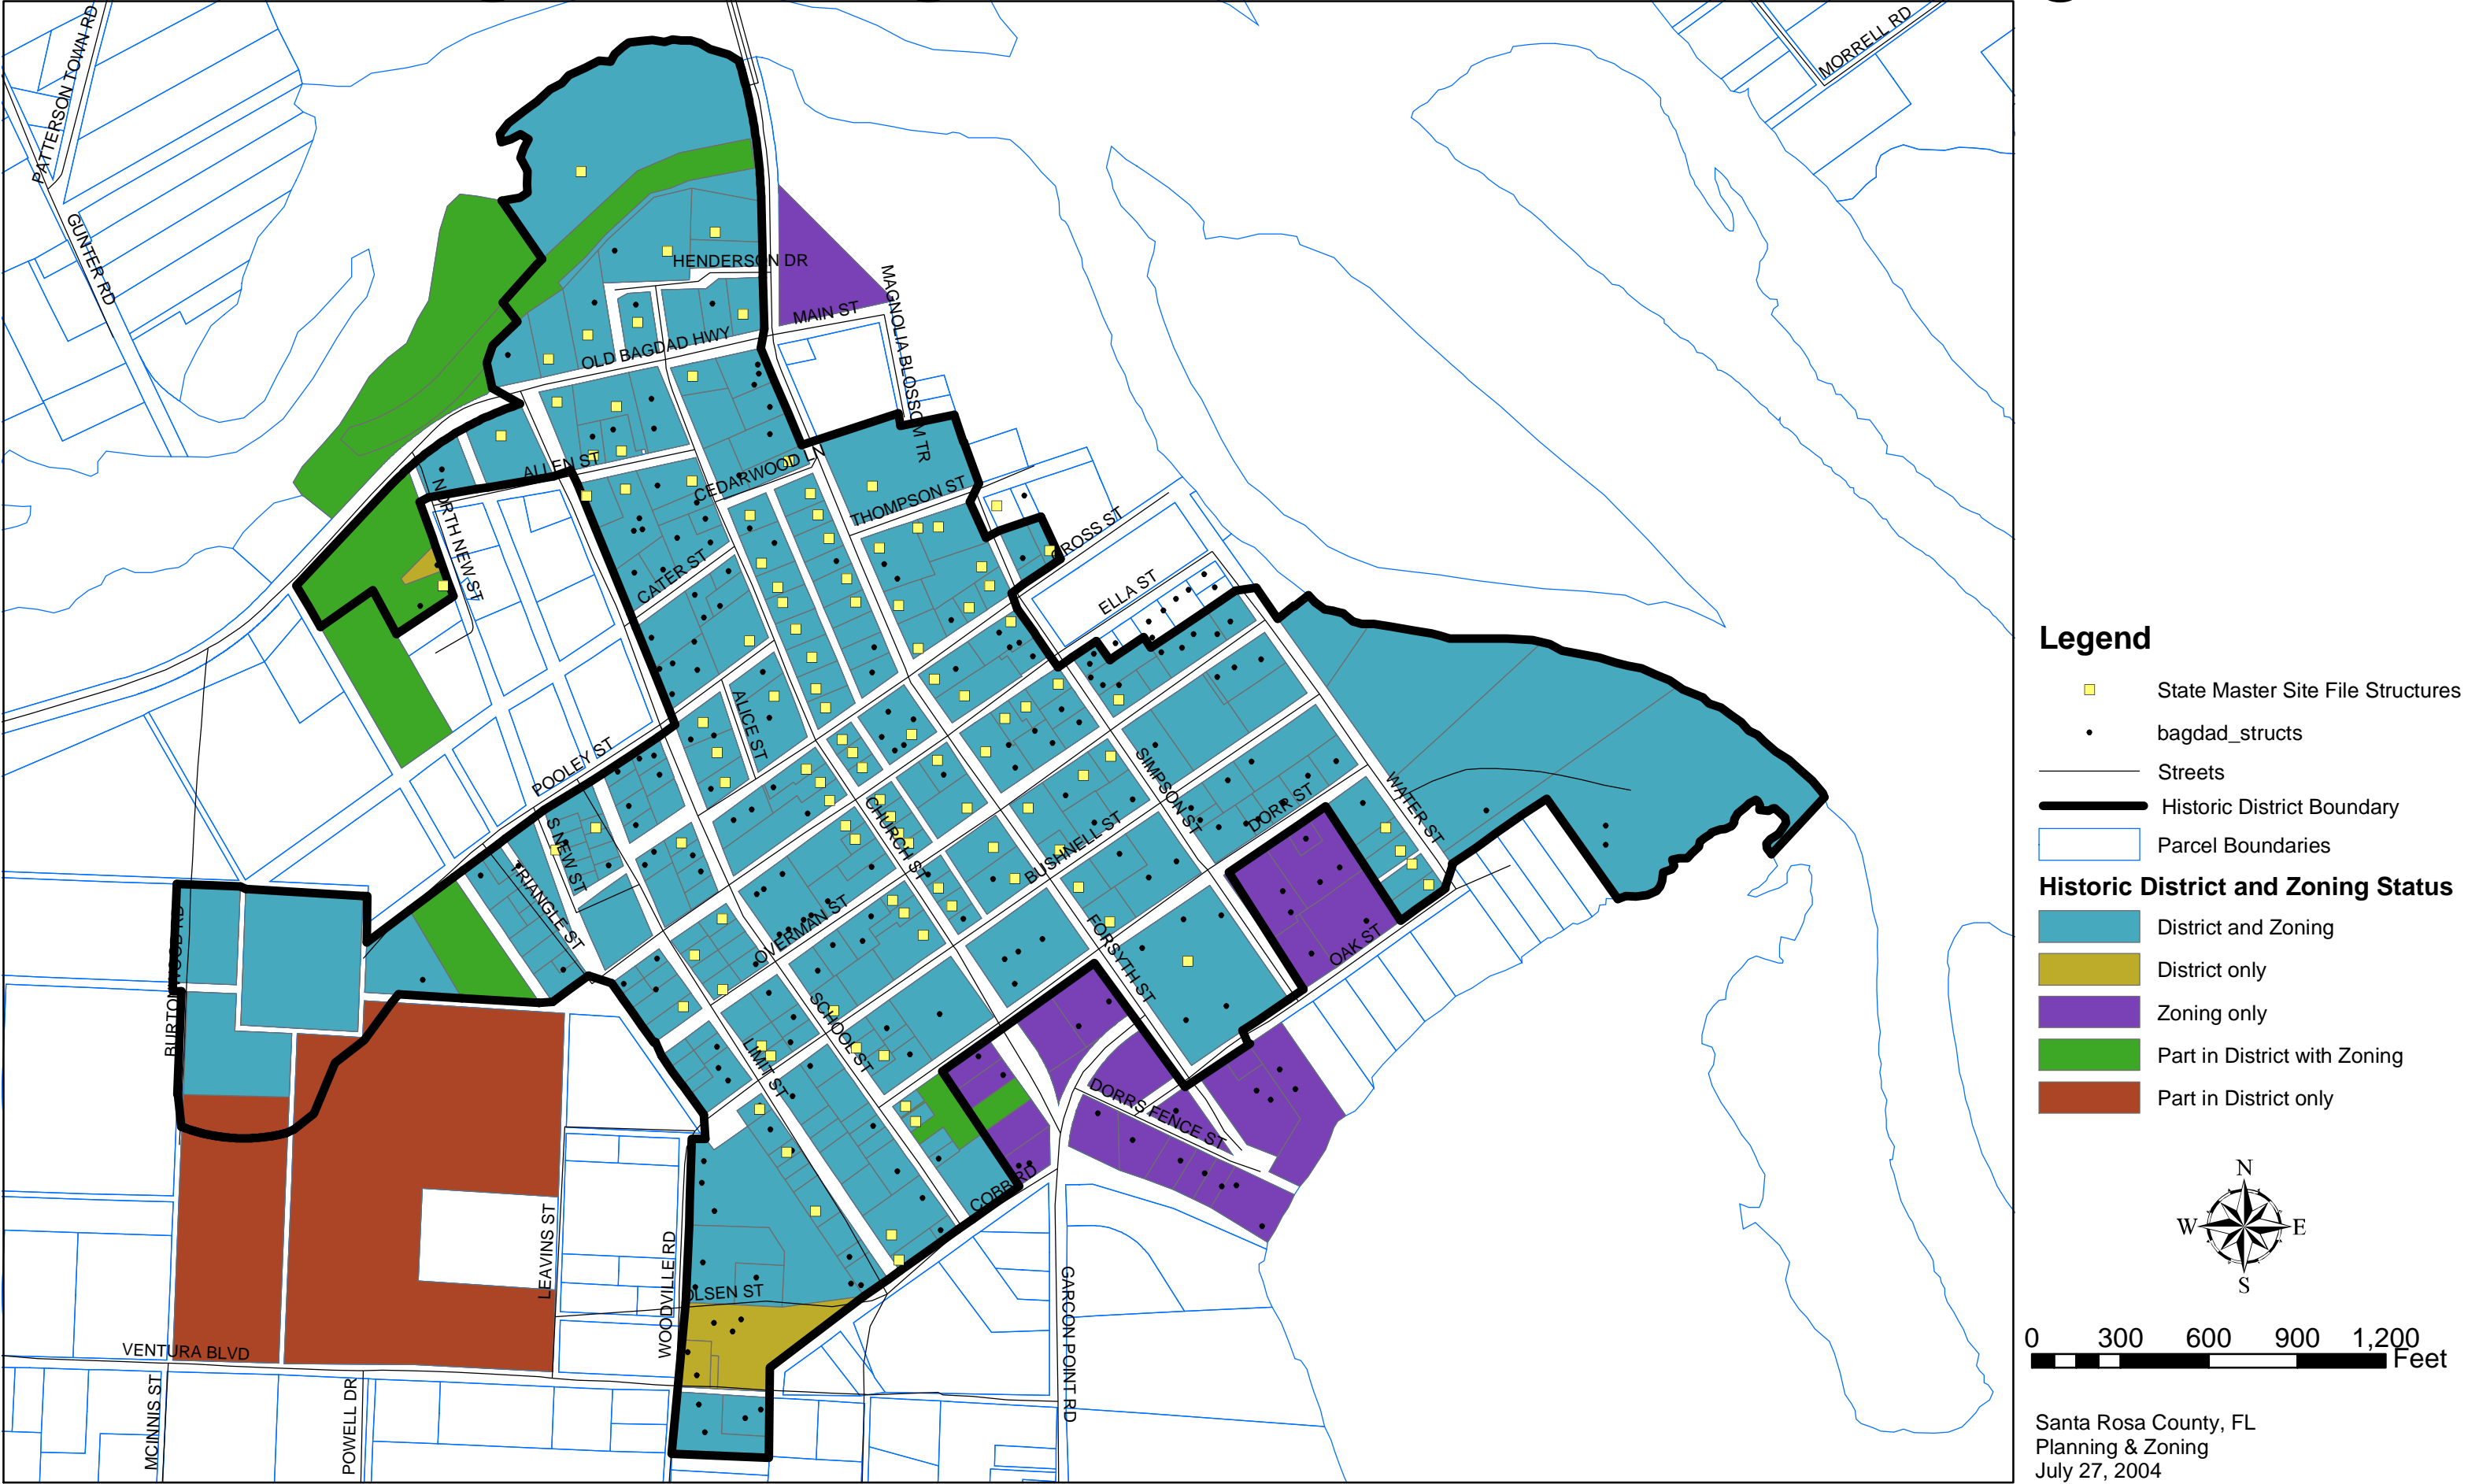 PATTERSON TOWN RD
MORRELL RD
GUNTER RD
HENDERSON DR
MAIN ST
MAGNOLIA BLOSSOM TR
OLD BAGDAD HWY
ALLEN ST
CEDARWOOD LN
THOMPSON ST
NORTH NEW ST
CROSS ST
CATER ST
ELLA ST
ALICE ST
POOLEY ST
SIMPSON ST
WATER ST
DORR ST
S NEW ST
CHURCH ST
BUSHNELL ST
TRIANGLE ST
OVERMAN ST
FORSYTH ST
OAK ST
BURTONWOOD RD
SCHOOL ST
LIMIT ST
DORRS FENCE ST
COBB RD
LEAVINS ST
WOODVILLE RD
OLSEN ST
GARCON POINT RD
VENTURA BLVD
MCINNIS ST
POWELL DR
Legend
State Master Site File Structures
bagdad_structs
Streets
Historic District Boundary
Parcel Boundaries
Historic District and Zoning Status
District and Zoning
District only
Zoning only
Part in District with Zoning
Part in District only
N
W E
S
0 300 600 900 1,200
Feet
Santa Rosa County, FL
Planning & Zoning
July 27, 2004